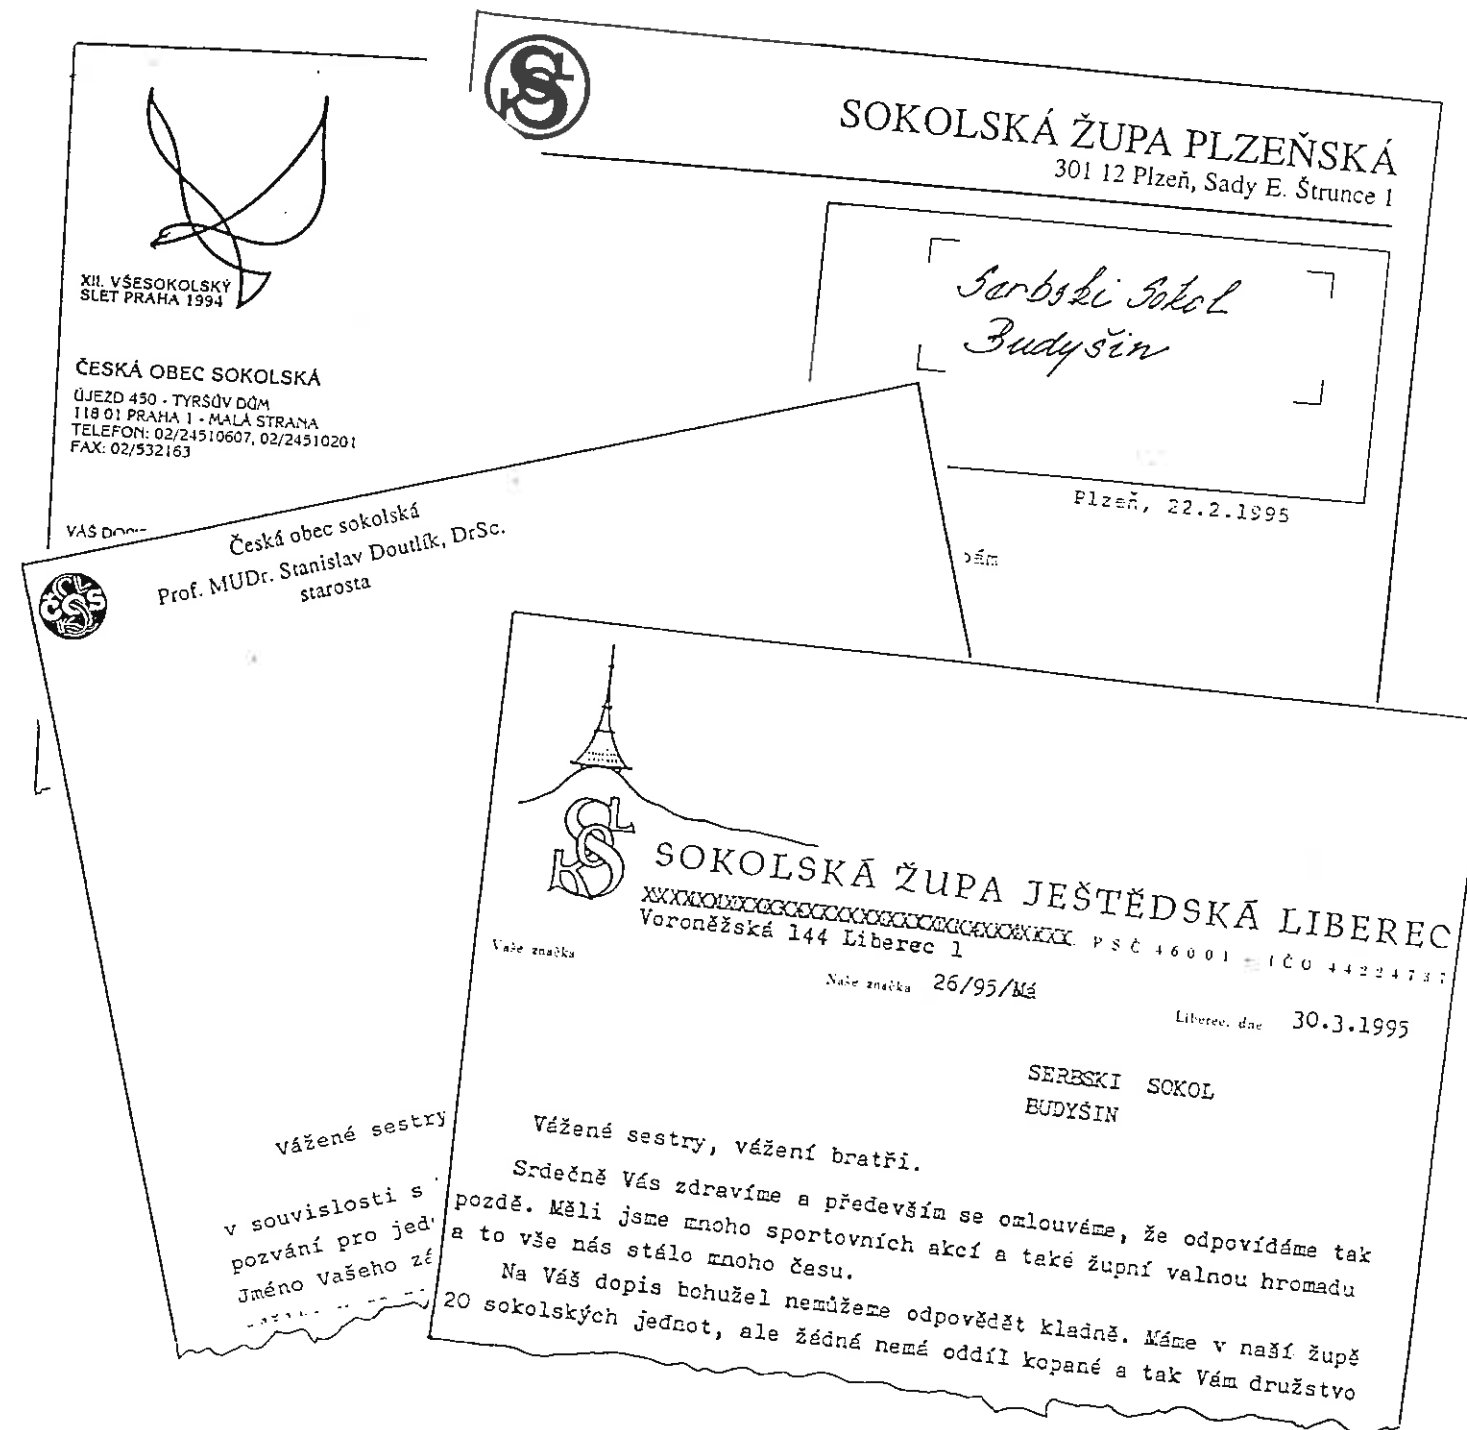 XII. VŠESOKOLSKÝ
SLET PRAHA 1994
ČESKÁ OBEC SOKOLSKÁ
ÚJEZD 450 - TYRŠŮV DŮM
118 01 PRAHA 1 - MALÁ STRANA
TELEFON: 02/24510607, 02/24510201
FAX: 02/532163
VÁŠ
SOKOLSKÁ ŽUPA PLZEŇSKÁ
301 12 Plzeň, Sady E. Štrunce 1
Serbski Sokol
Budyšin
Plzeň, 22.2.1995
Česká obec sokolská
Prof. MUDr. Stanislav Doutlík, DrSc.
starosta
Vážené sestry
v souvislosti s
pozvání pro jed
Jméno Vašeho zá
SOKOLSKÁ ŽUPA JEŠTĚDSKÁ LIBEREC
PSČ 46001 - IČO 44224737
Voroněžská 144 Liberec 1
Vaše značka
Naše značka 26/95/Má
Liberec, dne 30.3.1995
SERBSKI SOKOL
BUDYŠIN
Vážené sestry, vážení bratři.
Srdečně Vás zdravíme a především se omlouváme, že odpovídáme tak
pozdě. Měli jsme mnoho sportovních akcí a také župní valnou hromadu
a to vše nás stálo mnoho času.
Na Váš dopis bohužel nemůžeme odpovědět kladně. Máme v naší župě
20 sokolských jednot, ale žádná nemá oddíl kopané a tak Vám družstvo